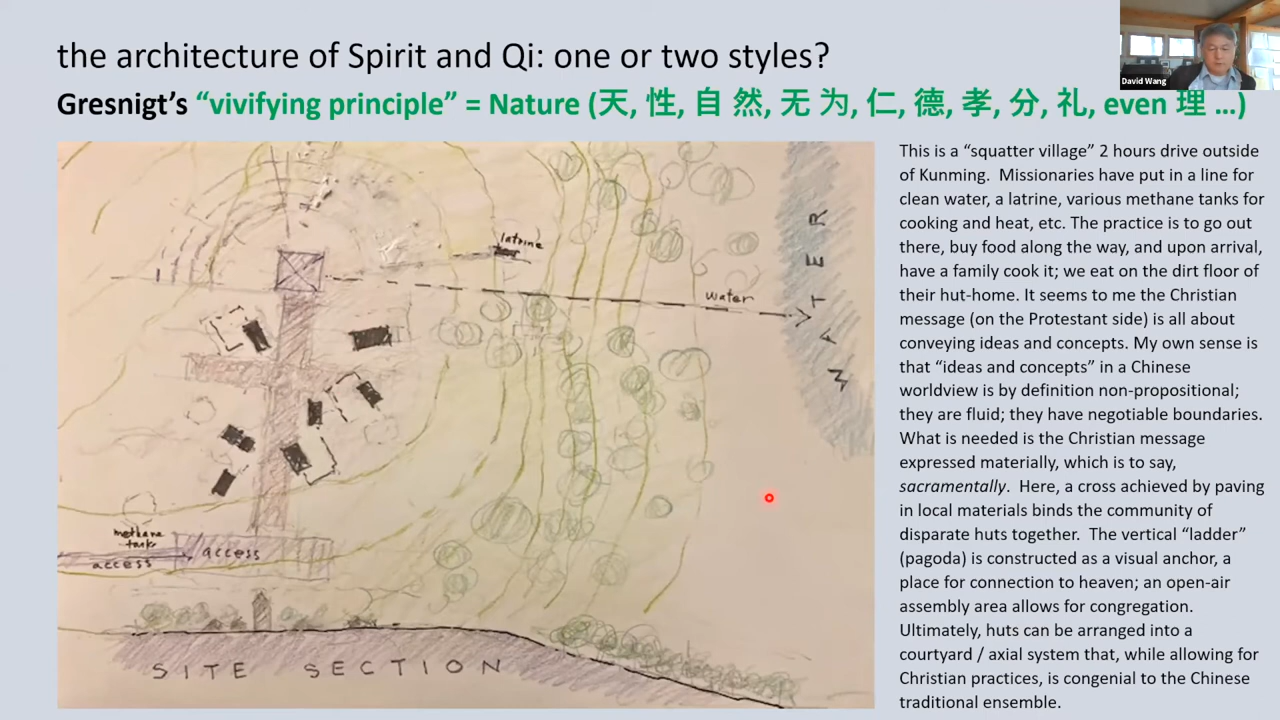 the architecture of Spirit and Qi: one or two styles?
David Wang
Gresnigt's “vivifying principle” = Nature (天, 性, 自 然, 无 为, 仁, 德, 孝, 分, 礼, even 理 …)
latrine
water
WATER
methane
tanks
access
access
SITE SECTION
This is a “squatter village” 2 hours drive outside
of Kunming.  Missionaries have put in a line for
clean water, a latrine, various methane tanks for
cooking and heat, etc. The practice is to go out
there, buy food along the way, and upon arrival,
have a family cook it; we eat on the dirt floor of
their hut-home. It seems to me the Christian
message (on the Protestant side) is all about
conveying ideas and concepts. My own sense is
that “ideas and concepts” in a Chinese
worldview is by definition non-propositional;
they are fluid; they have negotiable boundaries.
What is needed is the Christian message
expressed materially, which is to say,
sacramentally.  Here, a cross achieved by paving
in local materials binds the community of
disparate huts together.  The vertical “ladder”
(pagoda) is constructed as a visual anchor, a
place for connection to heaven; an open-air
assembly area allows for congregation.
Ultimately, huts can be arranged into a
courtyard / axial system that, while allowing for
Christian practices, is congenial to the Chinese
traditional ensemble.